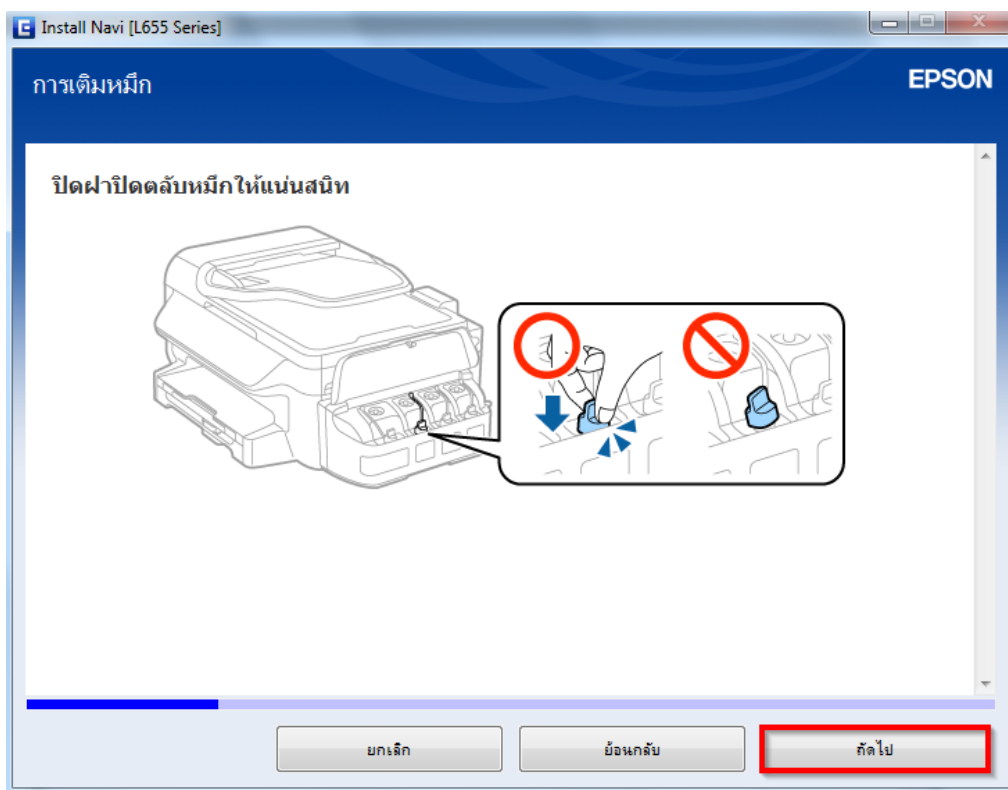 Install Navi [L655 Series]
การเติมหมึก
EPSON
ปิดฝาปิดตลับหมึกให้แน่นสนิท
ยกเลิก
ย้อนกลับ
ถัดไป